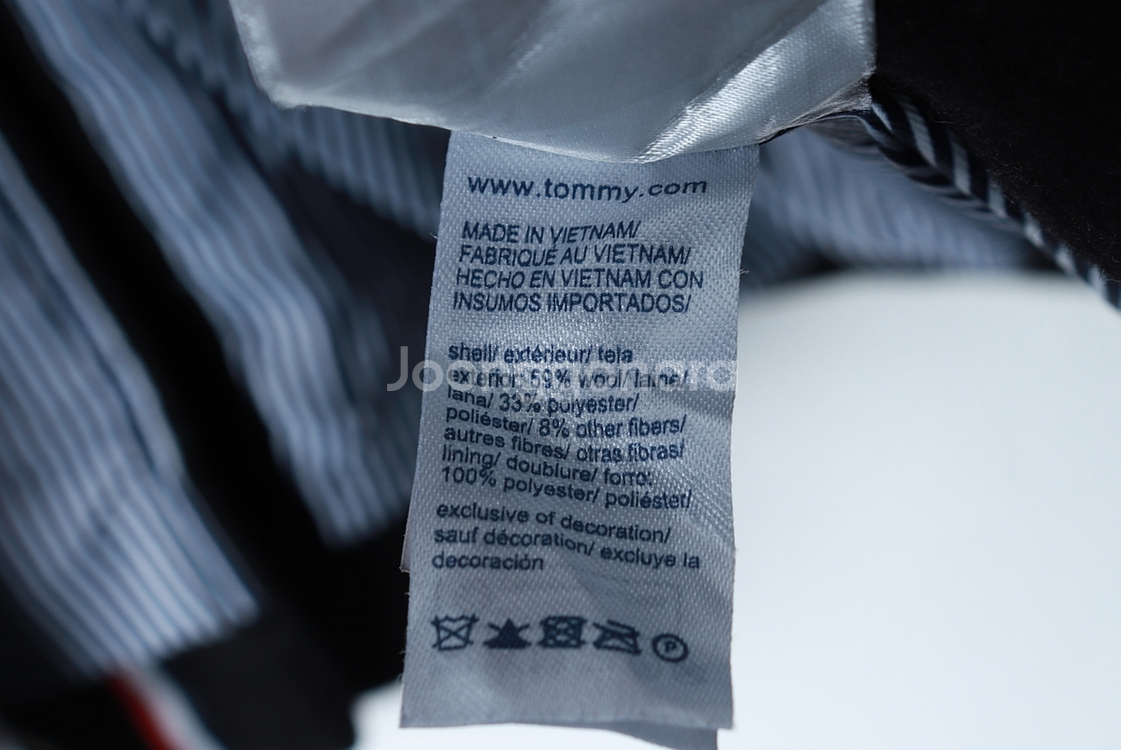 www.tommy.com
MADE IN VIETNAM/
FABRIQUÉ AU VIETNAM/
HECHO EN VIETNAM CON
INSUMOS IMPORTADOS/
shell/ extérieur/ tela
exterior: 59% wool/ laine/
lana/ 33% polyester/
poliéster/ 8% other fibers/
autres fibres/ otras fibras/
lining/ doublure/ forro:
100% polyester/ poliéster/
exclusive of decoration/
sauf décoration/ excluye la
decoración
P